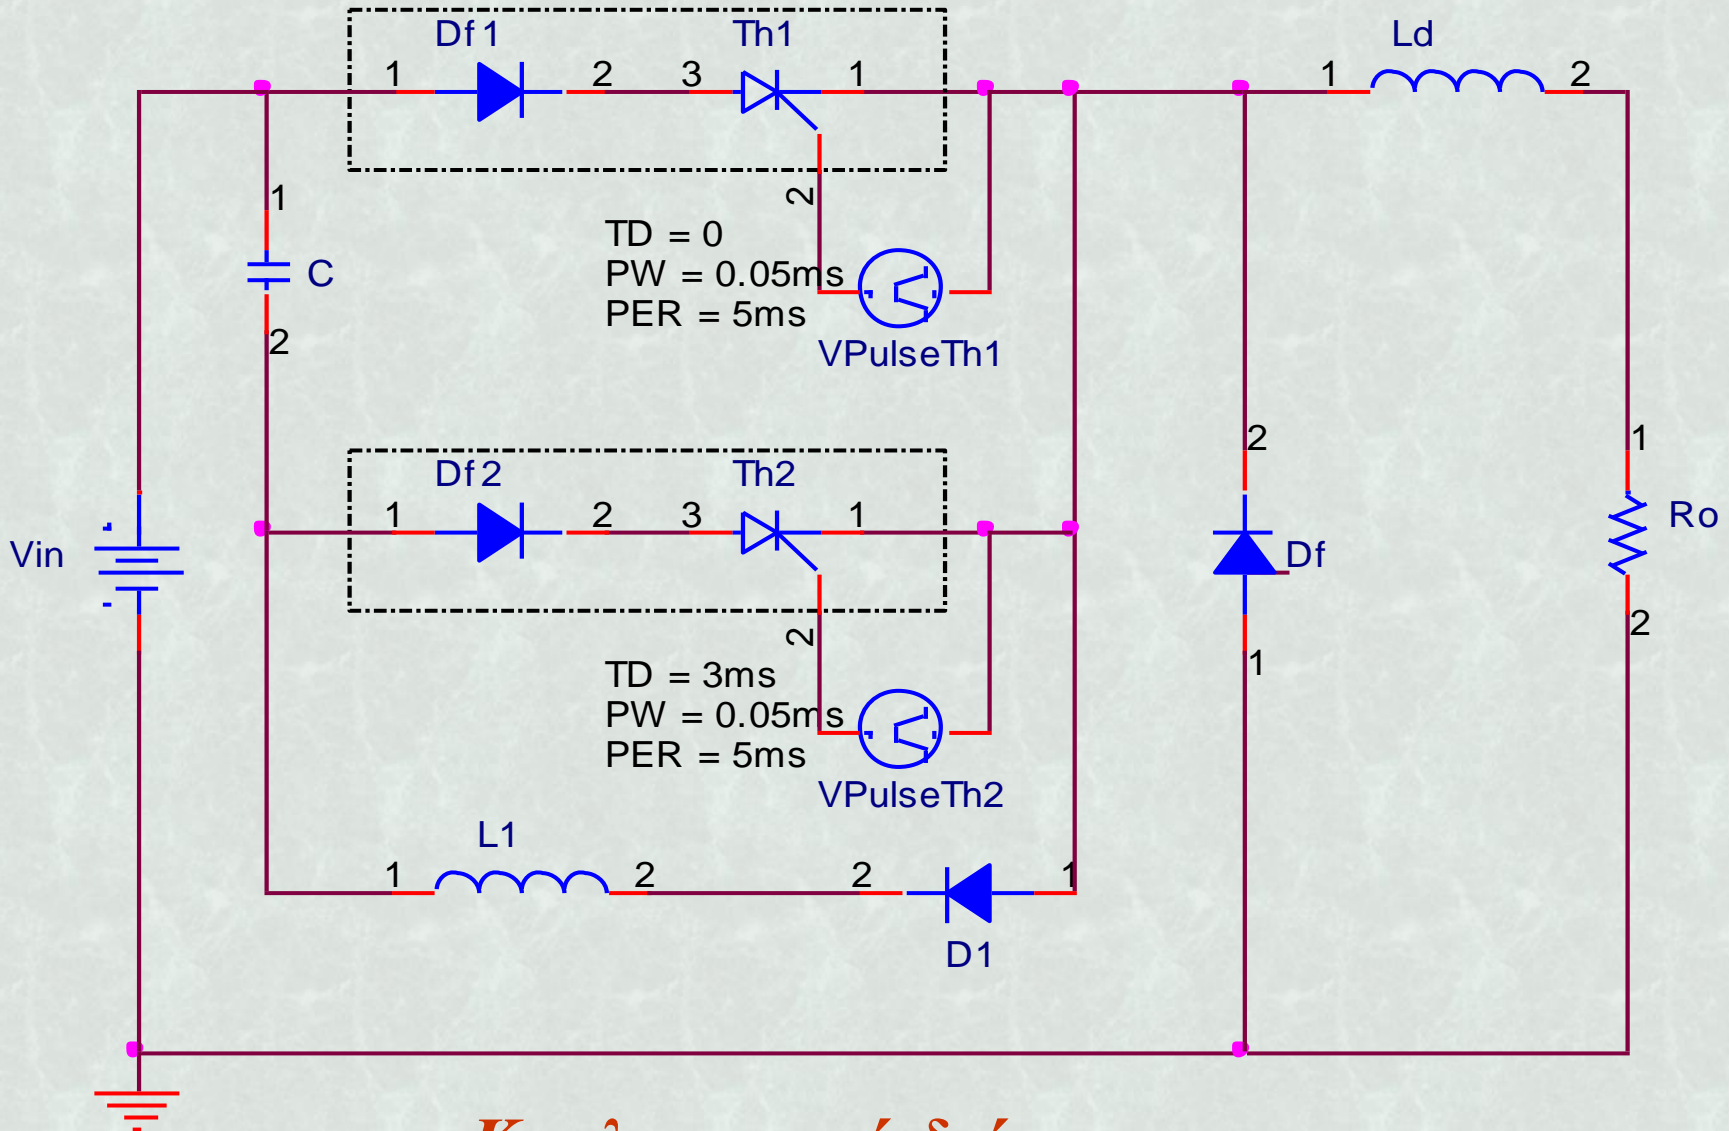 Df1
Th1
Ld
1
2
3
1
1
2
1
2
TD = 0
PW = 0.05ms
PER = 5ms
C
2
VPulseTh1
2
1
Df2
Th2
1
2
3
1
Ro
Vin
Df
2
2
1
TD = 3ms
PW = 0.05ms
PER = 5ms
VPulseTh2
L1
1
2
2
1
D1